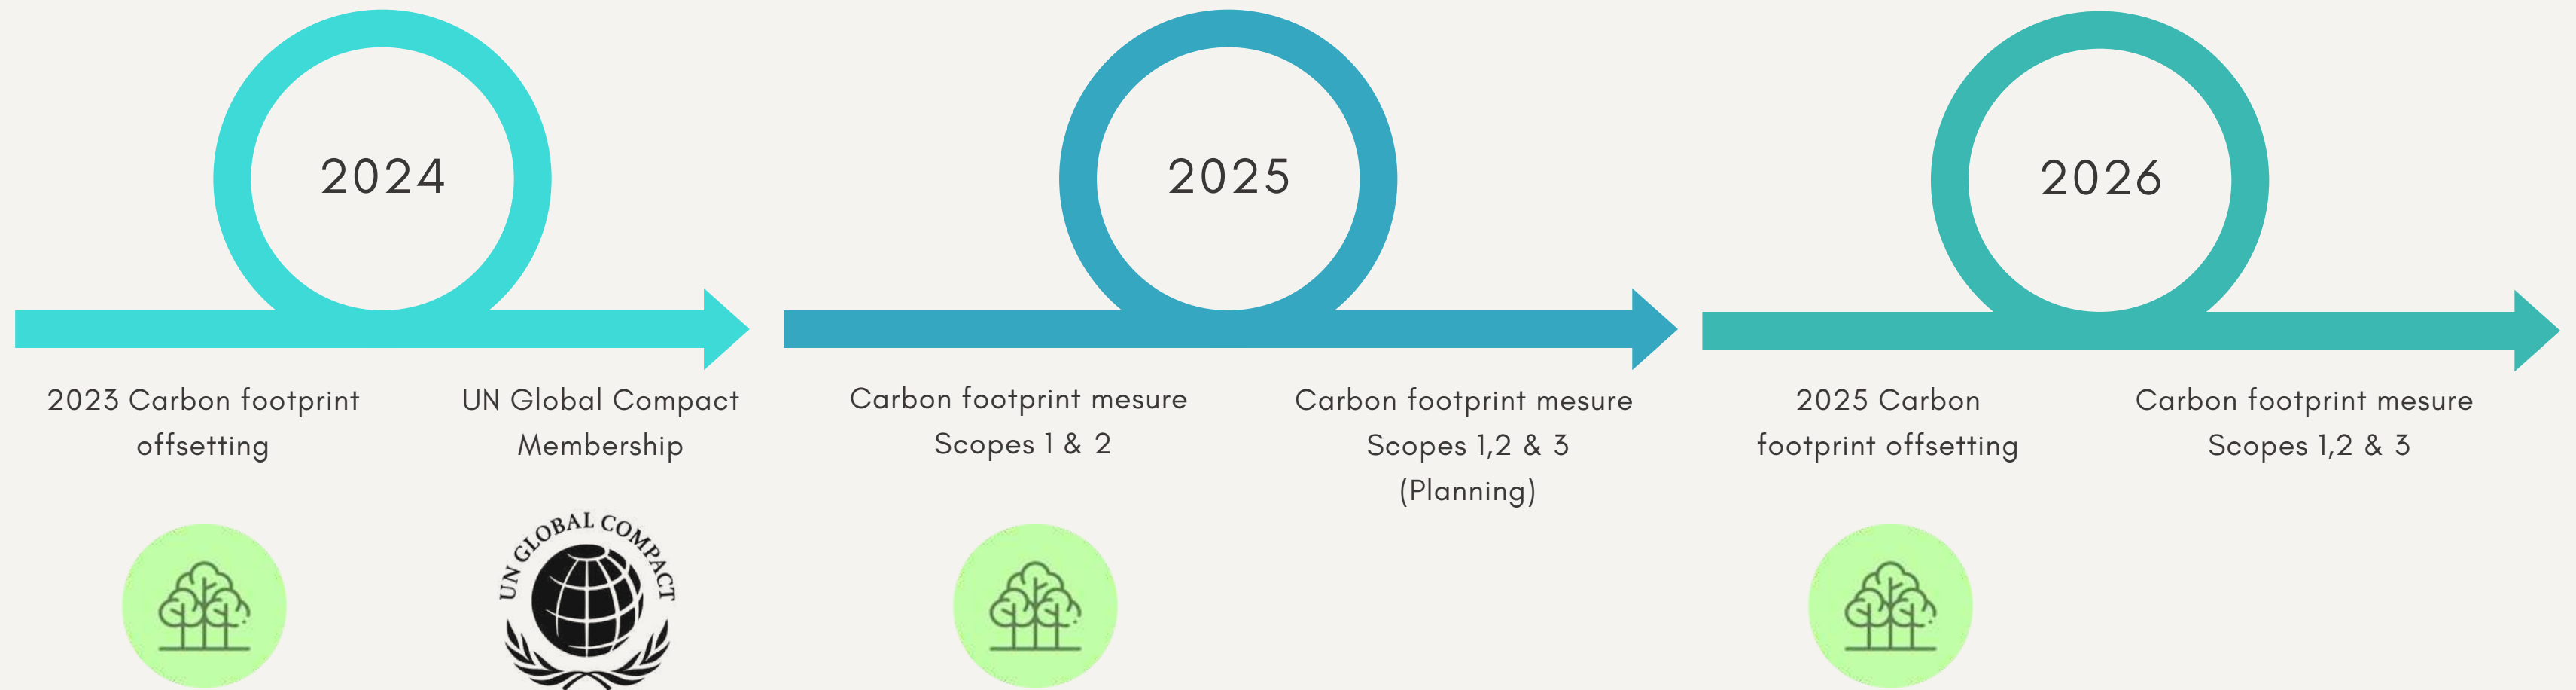 2024
2023 Carbon footprint
offsetting
UN Global Compact
Membership
UN GLOBAL COMPACT
2025
Carbon footprint mesure
Scopes 1 & 2
Carbon footprint mesure
Scopes 1,2 & 3
(Planning)
2026
2025 Carbon
footprint offsetting
Carbon footprint mesure
Scopes 1,2 & 3